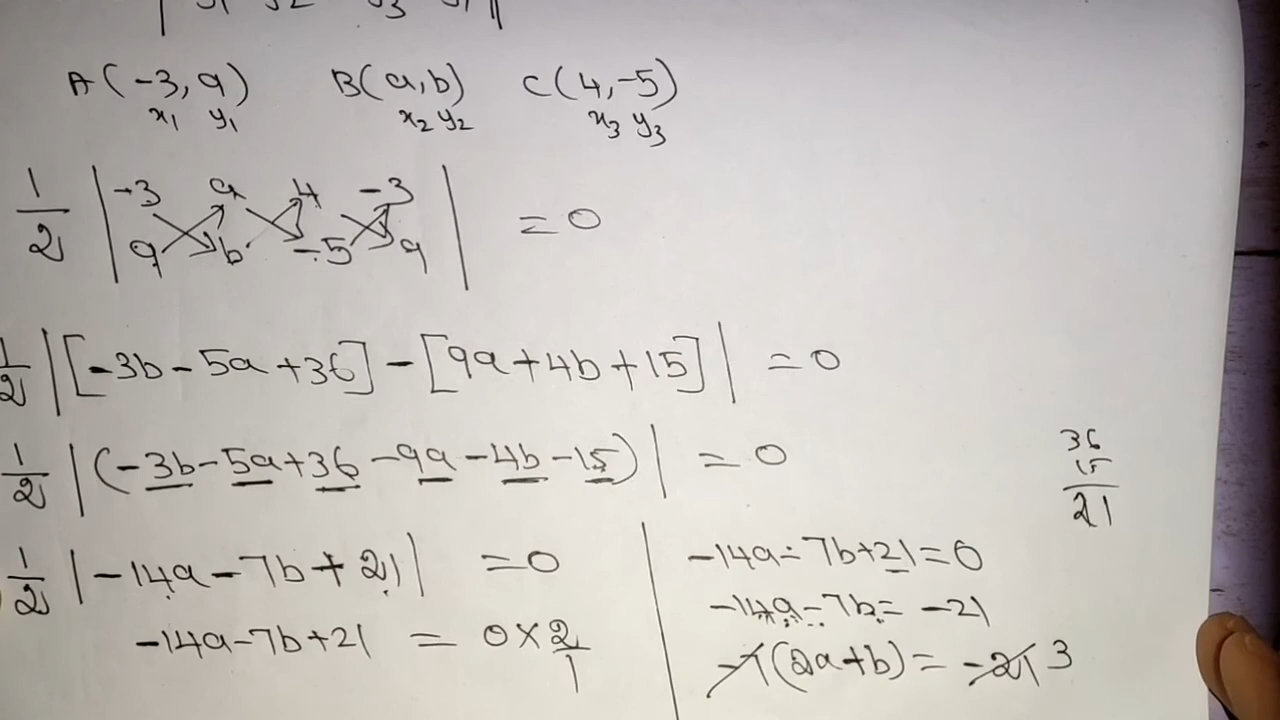 A(-3, 9) B(a,b) C(4,-5)
x₁ y₁ x₂ y₂ x₃ y₃
1/2 | -3 a 4 -3 | = 0
9 b -5 9
1/2 |[-3b - 5a + 36] - [9a + 4b + 15]| = 0
1/2 |(-3b - 5a + 36 - 9a - 4b - 15)| = 0
36
15
21
1/2 |-14a - 7b + 21| = 0
-14a - 7b + 21 = 0 × 2/1
-14a - 7b + 21 = 0
-14a - 7b = -21
-7(2a + b) = -21 3